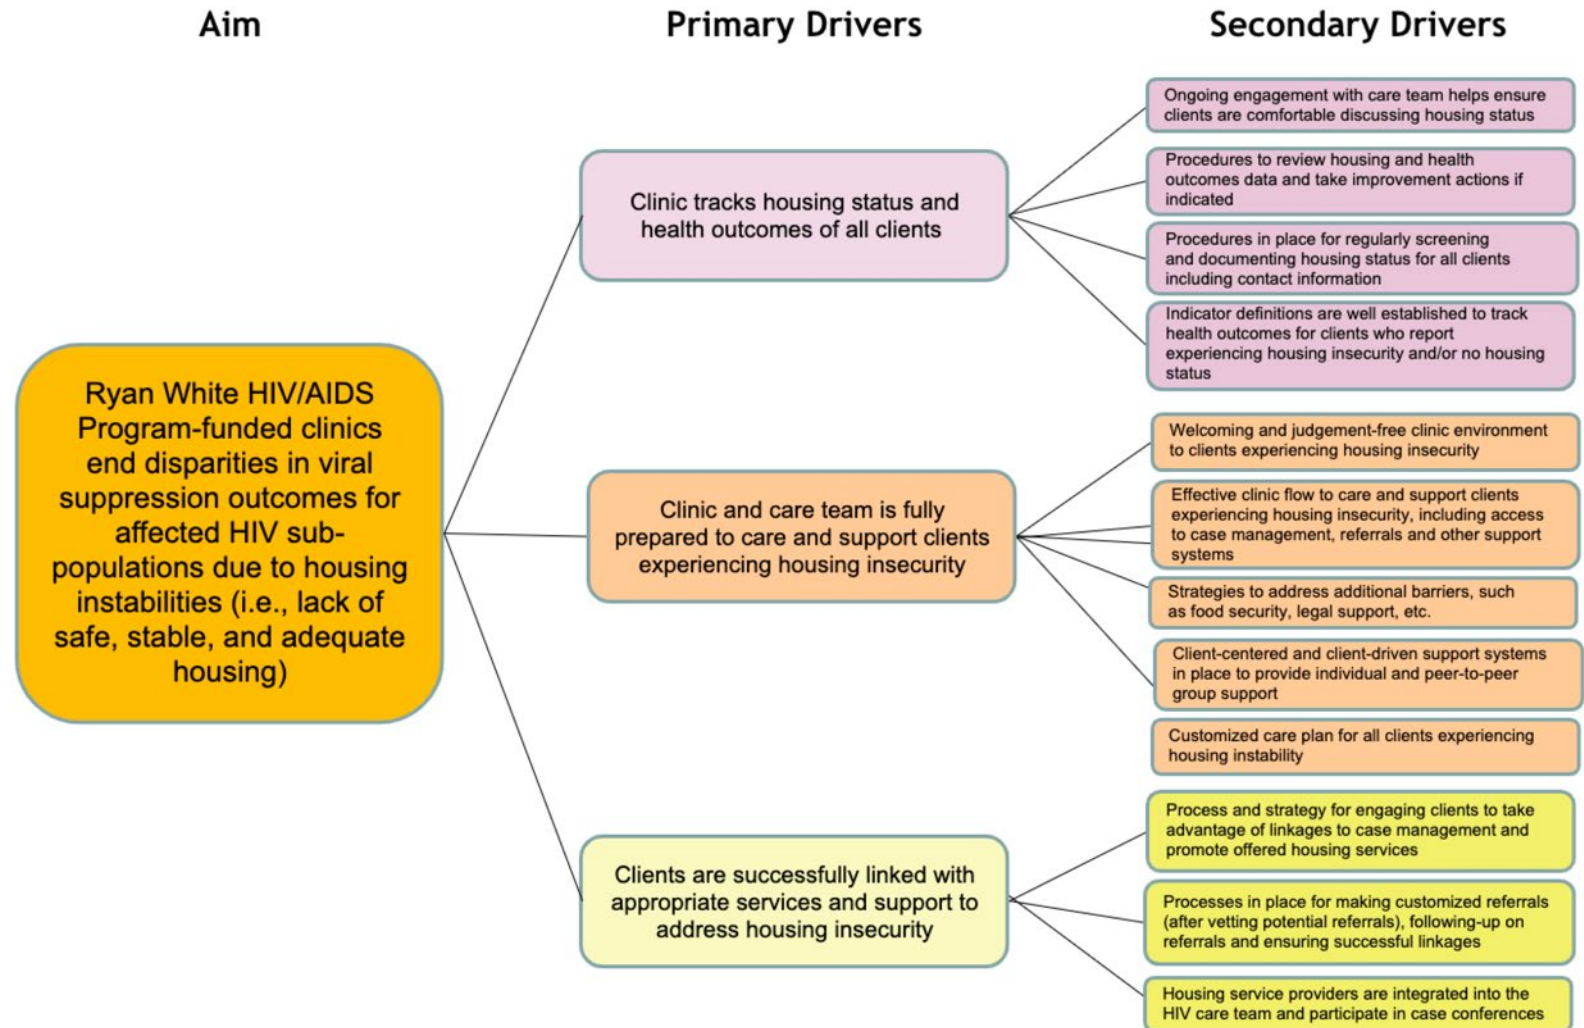 Aim
Primary Drivers
Secondary Drivers
Ryan White HIV/AIDS
Program-funded clinics
end disparities in viral
suppression outcomes for
affected HIV sub-
populations due to housing
instabilities (i.e., lack of
safe, stable, and adequate
housing)
Clinic tracks housing status and
health outcomes of all clients
Ongoing engagement with care team helps ensure
clients are comfortable discussing housing status
Procedures to review housing and health
outcomes data and take improvement actions if
indicated
Procedures in place for regularly screening
and documenting housing status for all clients
including contact information
Indicator definitions are well established to track
health outcomes for clients who report
experiencing housing insecurity and/or no housing
status
Clinic and care team is fully
prepared to care and support clients
experiencing housing insecurity
Welcoming and judgement-free clinic environment
to clients experiencing housing insecurity
Effective clinic flow to care and support clients
experiencing housing insecurity, including access
to case management, referrals and other support
systems
Strategies to address additional barriers, such
as food security, legal support, etc.
Client-centered and client-driven support systems
in place to provide individual and peer-to-peer
group support
Customized care plan for all clients experiencing
housing instability
Clients are successfully linked with
appropriate services and support to
address housing insecurity
Process and strategy for engaging clients to take
advantage of linkages to case management and
promote offered housing services
Processes in place for making customized referrals
(after vetting potential referrals), following-up on
referrals and ensuring successful linkages
Housing service providers are integrated into the
HIV care team and participate in case conferences